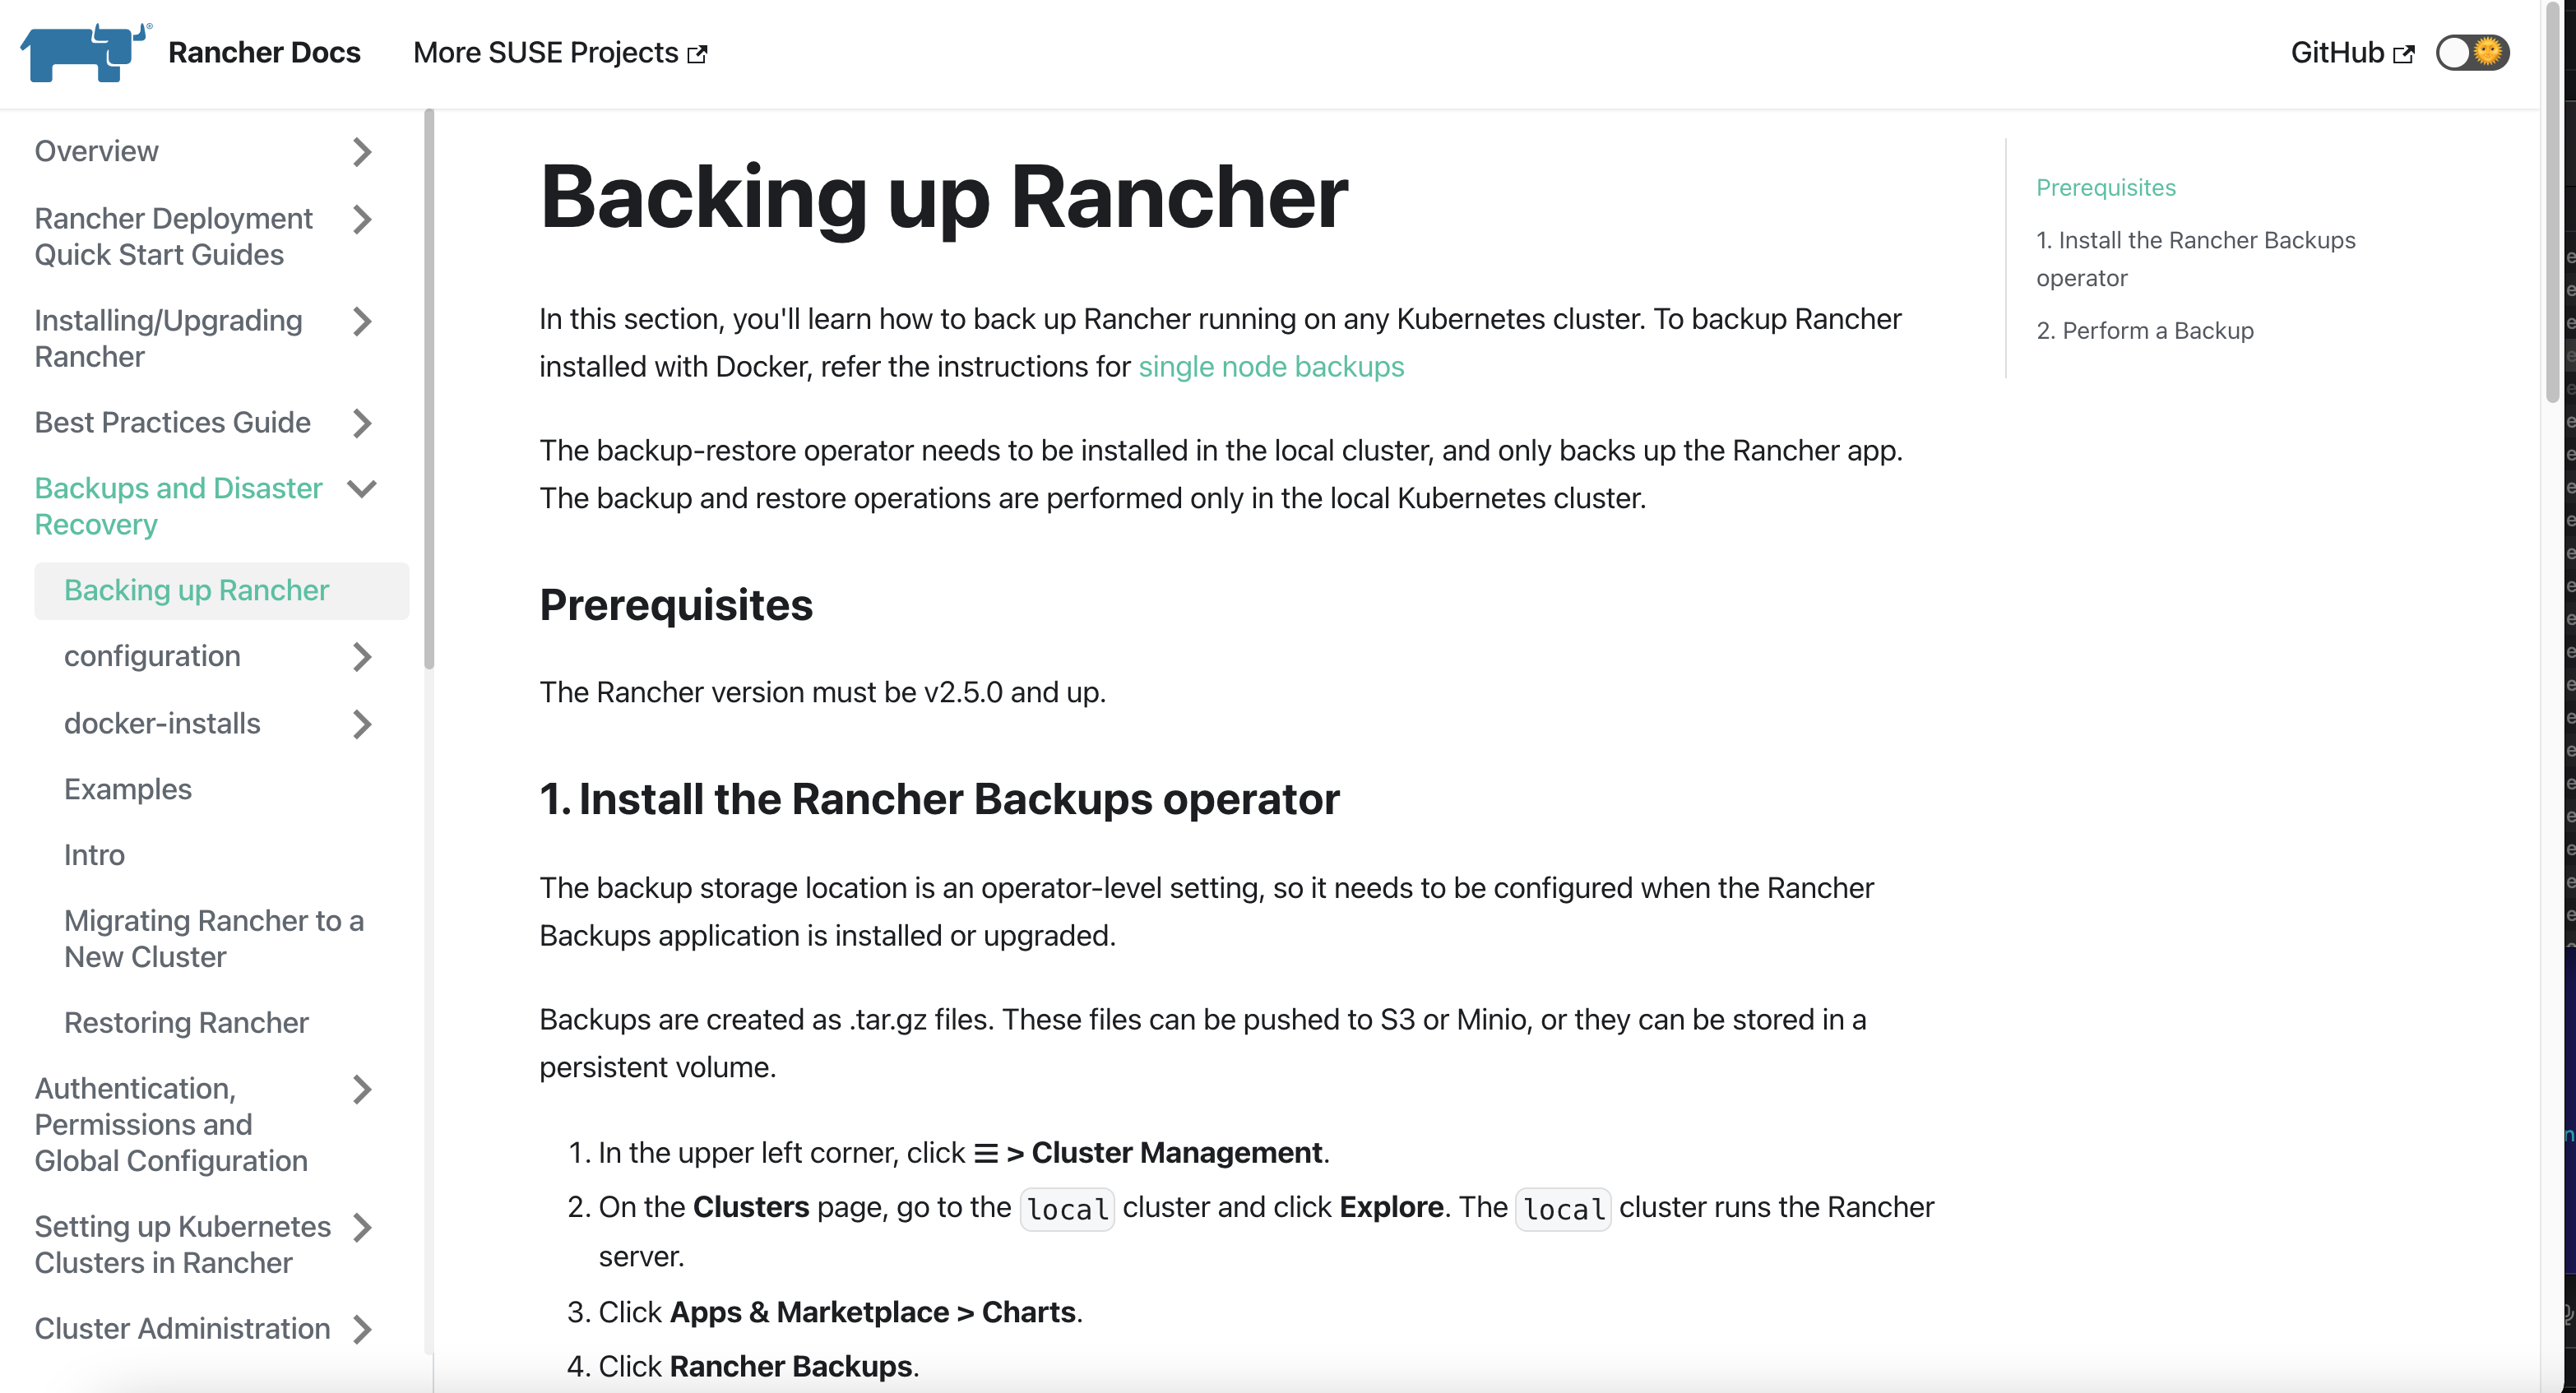 Rancher Docs
More SUSE Projects
GitHub
Overview
Rancher Deployment
Quick Start Guides
Installing/Upgrading
Rancher
Best Practices Guide
Backups and Disaster
Recovery
Backing up Rancher
configuration
docker-installs
Examples
Intro
Migrating Rancher to a
New Cluster
Restoring Rancher
Authentication,
Permissions and
Global Configuration
Setting up Kubernetes
Clusters in Rancher
Cluster Administration
Backing up Rancher
In this section, you'll learn how to back up Rancher running on any Kubernetes cluster. To backup Rancher
installed with Docker, refer the instructions for single node backups
The backup-restore operator needs to be installed in the local cluster, and only backs up the Rancher app.
The backup and restore operations are performed only in the local Kubernetes cluster.
Prerequisites
The Rancher version must be v2.5.0 and up.
1. Install the Rancher Backups operator
The backup storage location is an operator-level setting, so it needs to be configured when the Rancher
Backups application is installed or upgraded.
Backups are created as .tar.gz files. These files can be pushed to S3 or Minio, or they can be stored in a
persistent volume.
1. In the upper left corner, click ☰ > Cluster Management.
2. On the Clusters page, go to the local cluster and click Explore. The local cluster runs the Rancher
server.
3. Click Apps & Marketplace > Charts.
4. Click Rancher Backups.
Prerequisites
1. Install the Rancher Backups
operator
2. Perform a Backup